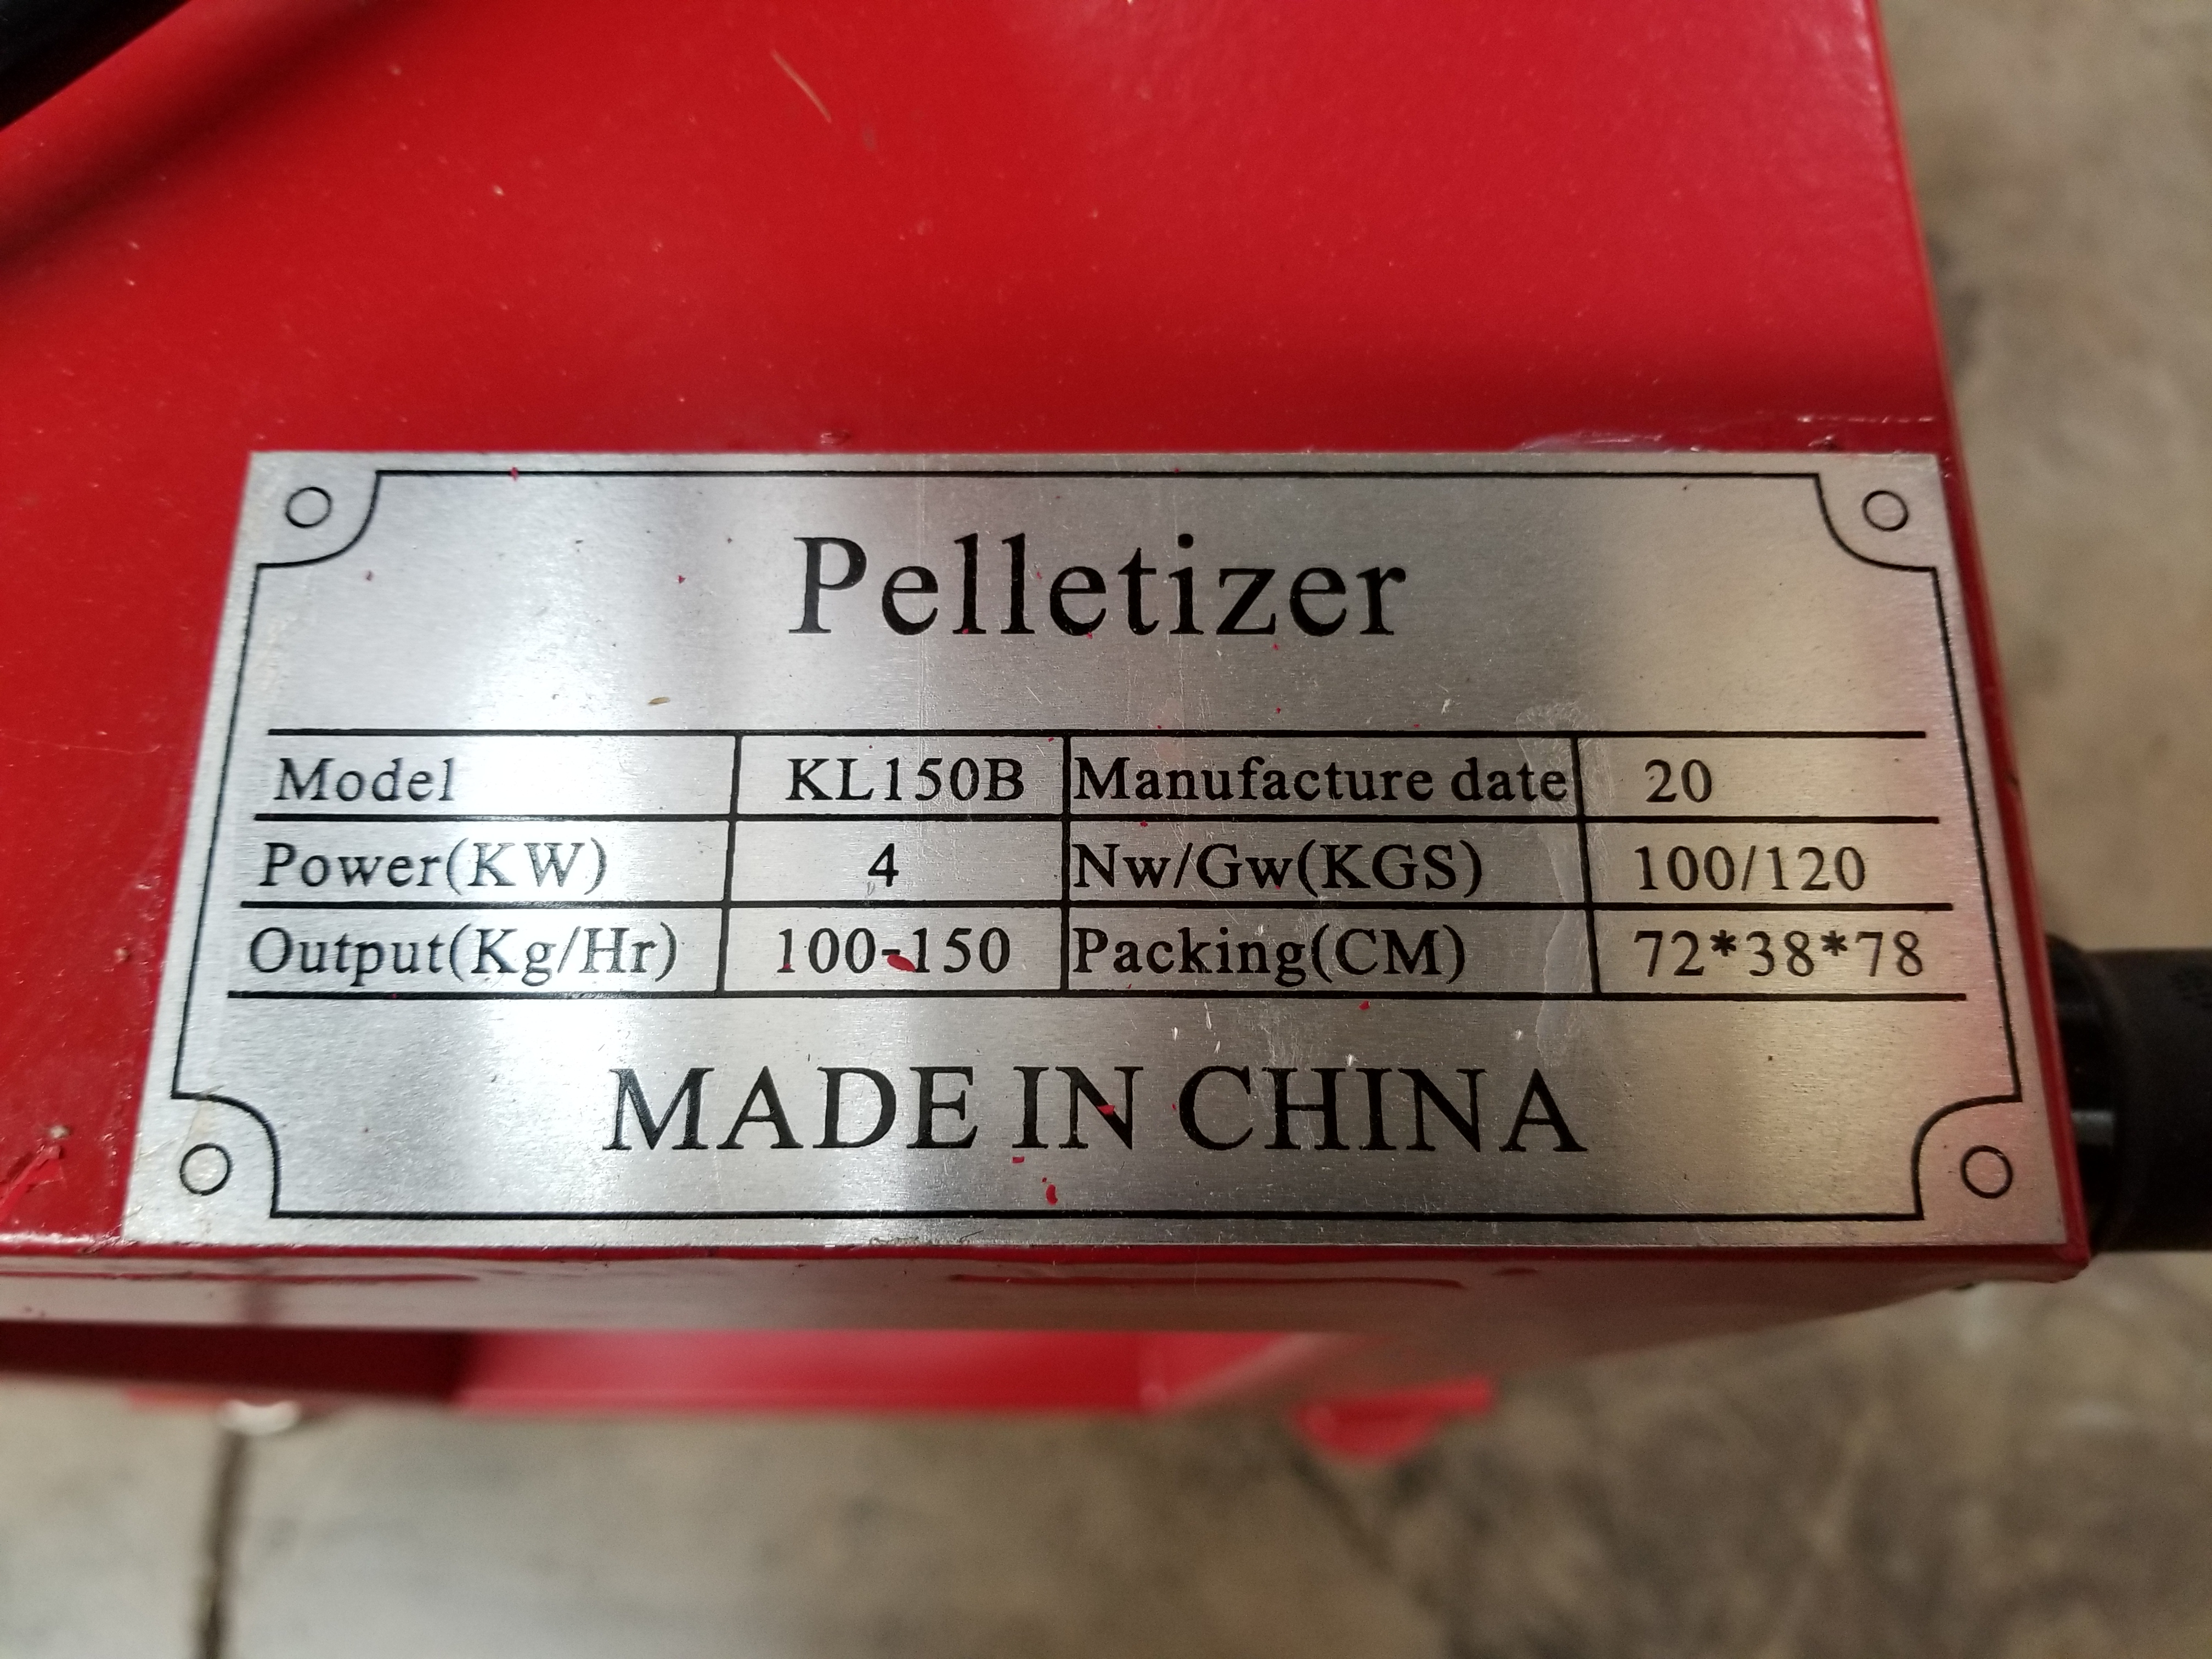 Pelletizer
Model KL150B Manufacture date 20
Power(KW) 4 Nw/Gw(KGS) 100/120
Output(Kg/Hr) 100-150 Packing(CM) 72*38*78
MADE IN CHINA